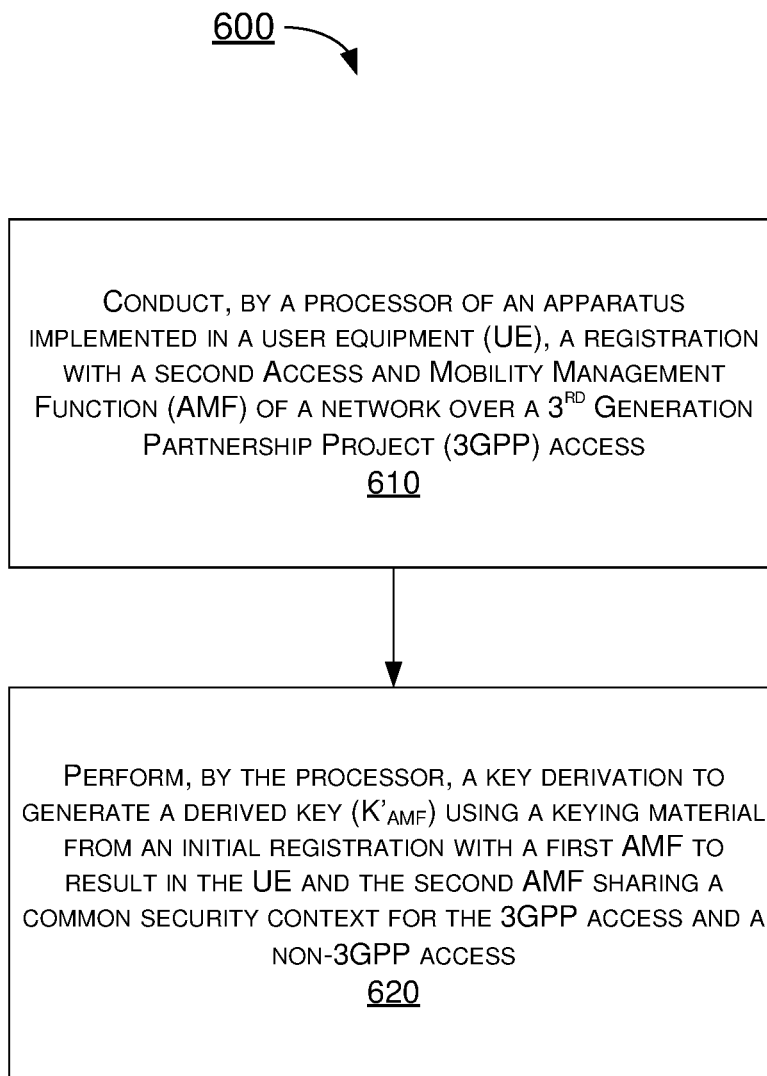 600
CONDUCT, BY A PROCESSOR OF AN APPARATUS
IMPLEMENTED IN A USER EQUIPMENT (UE), A REGISTRATION
WITH A SECOND ACCESS AND MOBILITY MANAGEMENT
FUNCTION (AMF) OF A NETWORK OVER A 3RD GENERATION
PARTNERSHIP PROJECT (3GPP) ACCESS
610
PERFORM, BY THE PROCESSOR, A KEY DERIVATION TO
GENERATE A DERIVED KEY (K'AMF) USING A KEYING MATERIAL
FROM AN INITIAL REGISTRATION WITH A FIRST AMF TO
RESULT IN THE UE AND THE SECOND AMF SHARING A
COMMON SECURITY CONTEXT FOR THE 3GPP ACCESS AND A
NON-3GPP ACCESS
620